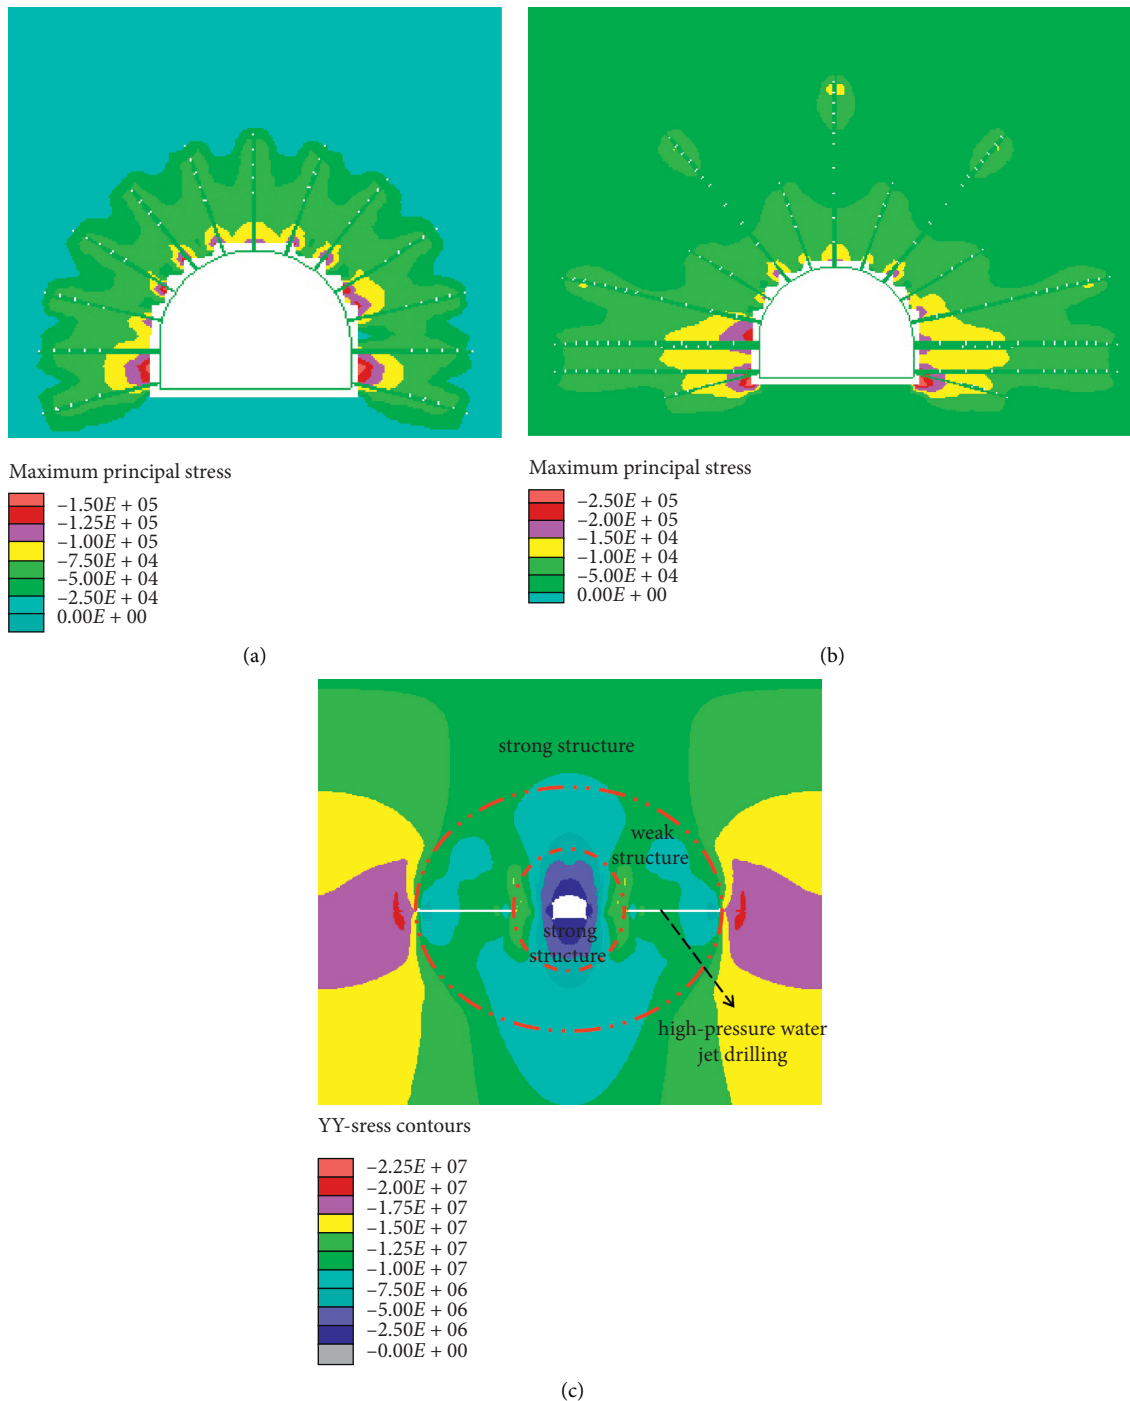 Maximum principal stress
–1.50E + 05
–1.25E + 05
–1.00E + 05
–7.50E + 04
–5.00E + 04
–2.50E + 04
0.00E + 00
(a)
Maximum principal stress
–2.50E + 05
–2.00E + 05
–1.50E + 04
–1.00E + 04
–5.00E + 04
0.00E + 00
(b)
strong structure
weak
structure
strong
structure
high-pressure water
jet drilling
YY-sress contours
–2.25E + 07
–2.00E + 07
–1.75E + 07
–1.50E + 07
–1.25E + 07
–1.00E + 07
–7.50E + 06
–5.00E + 06
–2.50E + 06
–0.00E + 00
(c)